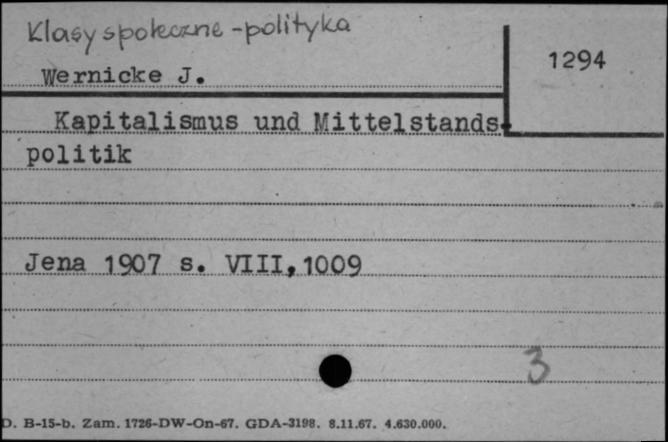 Klasy społeczne - polityka
1294
Wernicke J.
Kapitalismus und Mittelstands-
politik
Jena 1907 s. VIII, 1009
3
D. B-15-b. Zam. 1726-DW-On-67. GDA-3198. 8.11.67. 4.630.000.